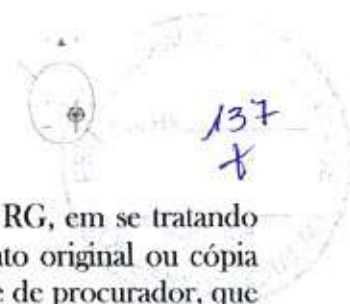 137
RG, em se tratando
nto original ou cópia
e de procurador, que